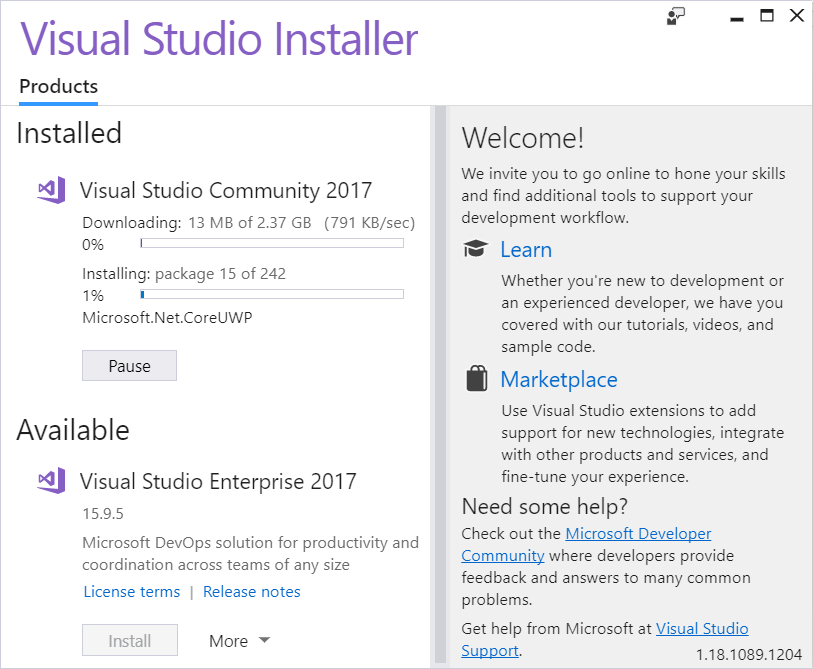 Visual Studio Installer
Products
Installed
Visual Studio Community 2017
Downloading: 13 MB of 2.37 GB (791 KB/sec)
0%
Installing: package 15 of 242
1%
Microsoft.Net.CoreUWP
Pause
Available
Visual Studio Enterprise 2017
15.9.5
Microsoft DevOps solution for productivity and
coordination across teams of any size
License terms | Release notes
Install More
Welcome!
We invite you to go online to hone your skills
and find additional tools to support your
development workflow.
Learn
Whether you're new to development or
an experienced developer, we have you
covered with our tutorials, videos, and
sample code.
Marketplace
Use Visual Studio extensions to add
support for new technologies, integrate
with other products and services, and
fine-tune your experience.
Need some help?
Check out the Microsoft Developer
Community where developers provide
feedback and answers to many common
problems.
Get help from Microsoft at Visual Studio
Support.
1.18.1089.1204